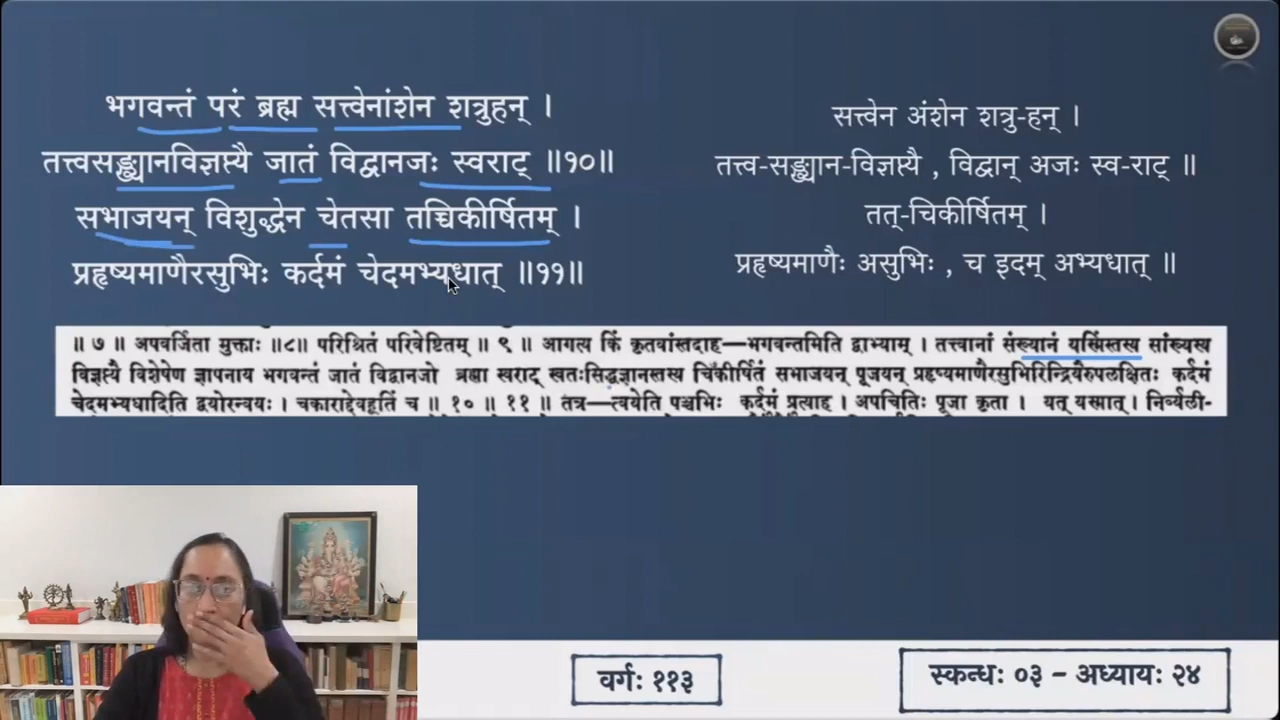 भगवन्तं परं ब्रह्म सत्त्वेनांशेन शत्रुहन् ।
तत्त्वसङ्ख्यानविज्ञप्त्यै जातं विद्वानजः स्वराट् ॥१०॥
सभाजयन् विशुद्धेन चेतसा तच्चिकीर्षितम् ।
प्रहृष्यमाणैरसुभिः कर्दमं चेदमभ्यधात् ॥११॥
सत्त्वेन अंशेन शत्रु-हन् ।
तत्त्व-सङ्ख्यान-विज्ञप्त्यै , विद्वान् अजः स्व-राट् ॥
तत्-चिकीर्षितम् ।
प्रहृष्यमाणैः असुभिः , च इदम् अभ्यधात् ॥
॥ ७ ॥ अपवर्जिता मुक्ताः ॥८॥ परिश्रितं परिवेष्टितम् ॥ ९ ॥ आगत्य किं कृतवांस्तदाह—भगवन्तमिति द्वाभ्याम् । तत्त्वानां संख्यानं यस्मिंस्तस्य सांख्यस्य
विज्ञप्त्यै विशेषेण ज्ञापनाय भगवन्तं जातं विद्वानजो ब्रह्मा स्वराट् स्वतःसिद्धज्ञानस्तस्य चिकीर्षितं सभाजयन् पूजयन् प्रहृष्यमाणैरसुभिरिन्द्रियैरुपलक्षितः कर्दमं
चेदमभ्यधादिति द्वयोरन्वयः । चकाराद्देवहूतिं च ॥ १० ॥ ११ ॥ तत्र—त्वयेति पञ्चभिः कर्दमं प्रत्याह । अपचितिः पूजा कृता । यत् यस्मात् । निर्व्यली-
वर्गः ११३
स्कन्धः ०३ - अध्यायः २४